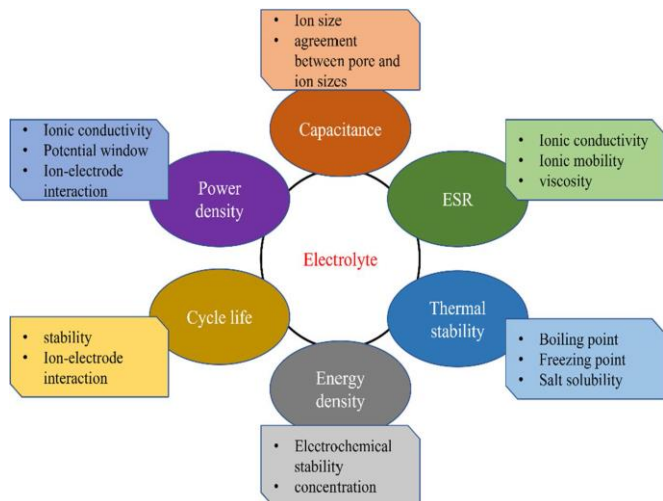 • Ion size
• agreement
between pore and
ion sizes
Capacitance
• Ionic conductivity
• Potential window
• Ion-electrode
interaction
Power
density
• Ionic conductivity
• Ionic mobility
• viscosity
ESR
Electrolyte
Cycle life
• stability
• Ion-electrode
interaction
Thermal
stability
• Boiling point
• Freezing point
• Salt solubility
Energy
density
• Electrochemical
stability
• concentration